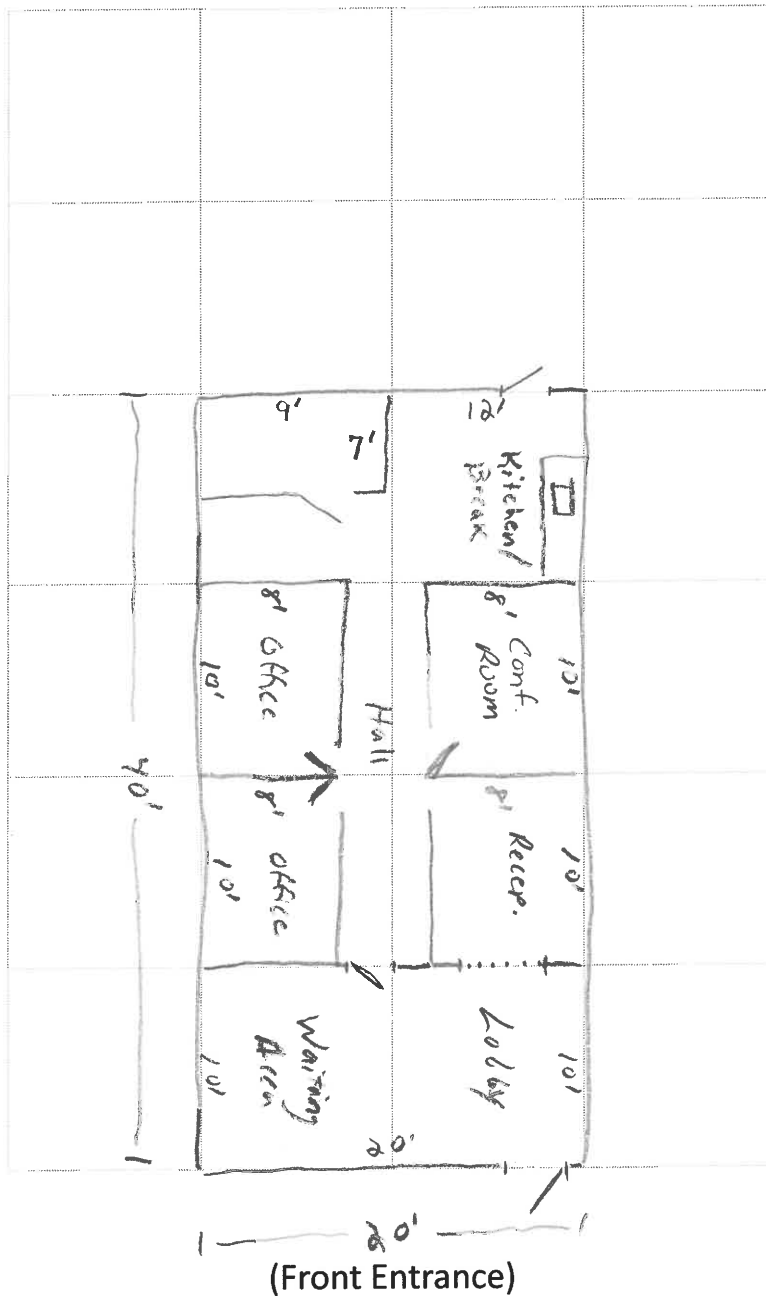 9'
12'
7'
Kitchen/
Break
8'
Office
10'
8'
Conf.
Room
10'
Hall
40'
8'
Office
10'
8'
Recep.
10'
Waiting
Area
10'
Lobby
10'
20'
20'
(Front Entrance)